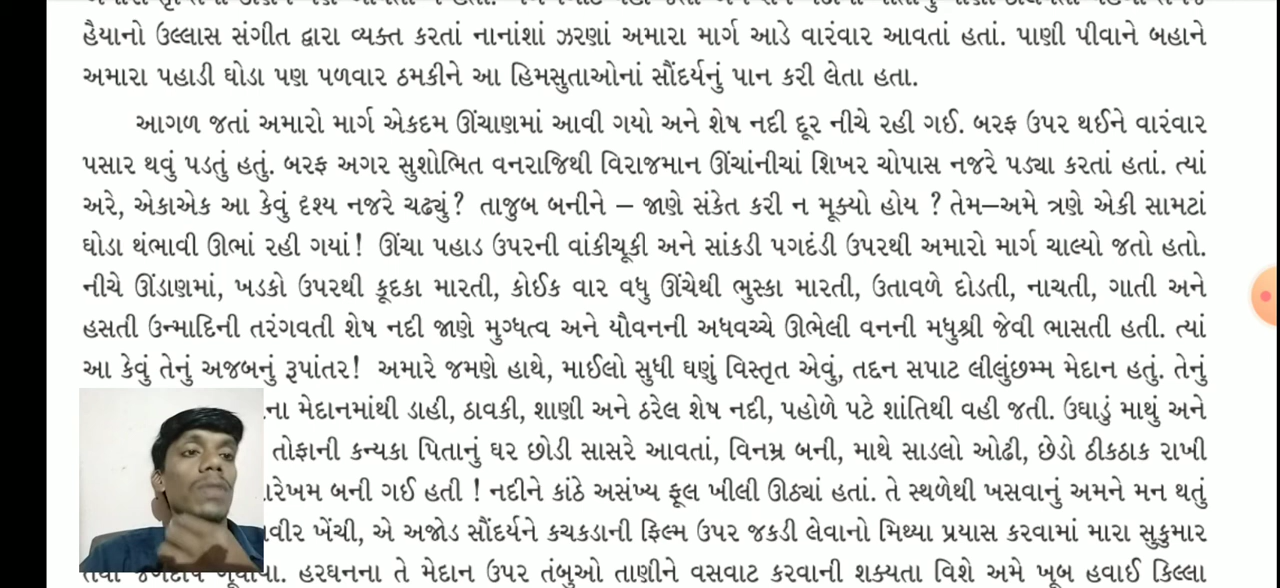 હૈયાનો ઉલ્લાસ સંગીત દ્વારા વ્યક્ત કરતાં નાનાંશાં ઝરણાં અમારા માર્ગ આડે વારંવાર આવતાં હતાં. પાણી પીવાને બહાને
અમારા પહાડી ઘોડા પણ પળવાર ઠમકીને આ હિમસુતાઓનાં સૌંદર્યનું પાન કરી લેતા હતા.
આગળ જતાં અમારો માર્ગ એકદમ ઊંચાણમાં આવી ગયો અને શેષ નદી દૂર નીચે રહી ગઈ. બરફ ઉપર થઈને વારંવાર
પસાર થવું પડતું હતું. બરફ અગર સુશોભિત વનરાજિથી વિરાજમાન ઊંચાંનીચાં શિખર ચોપાસ નજરે પડ્યા કરતાં હતાં. ત્યાં
અરે, એકાએક આ કેવું દૃશ્ય નજરે ચઢ્યું? તાજુબ બનીને – જાણે સંકેત કરી ન મૂક્યો હોય ? તેમ–અમે ત્રણે એકી સામટાં
ઘોડા થંભાવી ઊભાં રહી ગયાં! ઊંચા પહાડ ઉપરની વાંકીચૂકી અને સાંકડી પગદંડી ઉપરથી અમારો માર્ગ ચાલ્યો જતો હતો.
નીચે ઊંડાણમાં, ખડકો ઉપરથી કૂદકા મારતી, કોઈક વાર વધુ ઊંચેથી ભુસ્કા મારતી, ઉતાવળે દોડતી, નાચતી, ગાતી અને
હસતી ઉન્માદિની તરંગવતી શેષ નદી જાણે મુગ્ધત્વ અને યૌવનની અધવચ્ચે ઊભેલી વનની મધુશ્રી જેવી ભાસતી હતી. ત્યાં
આ કેવું તેનું અજબનું રૂપાંતર! અમારે જમણે હાથે, માઈલો સુધી ઘણું વિસ્તૃત એવું, તદ્દન સપાટ લીલુંછમ્મ મેદાન હતું. તેનું
મેદાનમાંથી ડાહી, ઠાવકી, શાણી અને ઠરેલ શેષ નદી, પહોળે પટે શાંતિથી વહી જતી. ઉઘાડું માથું અને
તોફાની કન્યકા પિતાનું ઘર છોડી સાસરે આવતાં, વિનમ્ર બની, માથે સાડલો ઓઢી, છેડો ઠીકઠાક રાખી
બની ગઈ હતી ! નદીને કાંઠે અસંખ્ય ફૂલ ખીલી ઊઠ્યાં હતાં. તે સ્થળેથી ખસવાનું અમને મન થતું
ખેંચી, એ અજોડ સૌંદર્યને કચકડાની ફિલ્મ ઉપર જકડી લેવાનો મિથ્યા પ્રયાસ કરવામાં મારા સુકુમાર
હરઘનના તે મેદાન ઉપર તંબુઓ તાણીને વસવાટ કરવાની શક્યતા વિશે અમે ખૂબ હવાઈ કિલ્લા